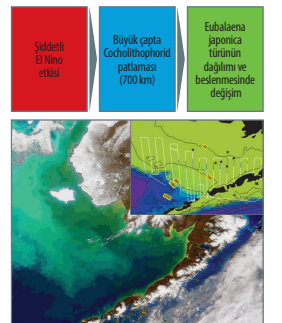 Şiddetli
El Nino
etkisi
Büyük çapta
Cocholithophorid
patlaması
(700 km)
Eubalaena
japonica
türünün
dağılımı ve
beslenmesinde
değişim